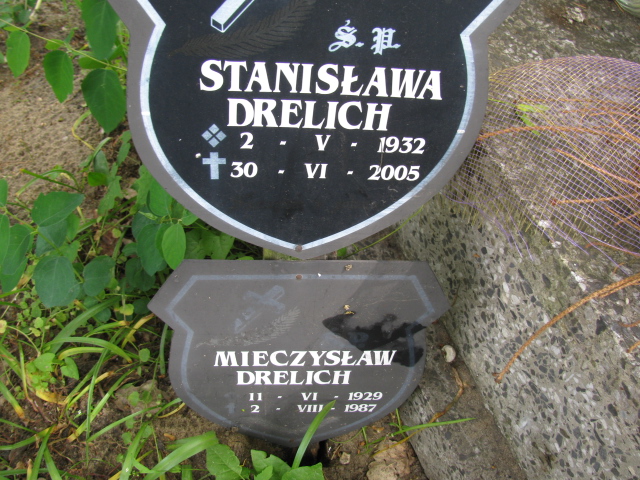 Ś. P.
STANISŁAWA
DRELICH
2 - V - 1932
30 - VI - 2005
MIECZYSŁAW
DRELICH
11 - VI - 1929
2 - VIII - 1987